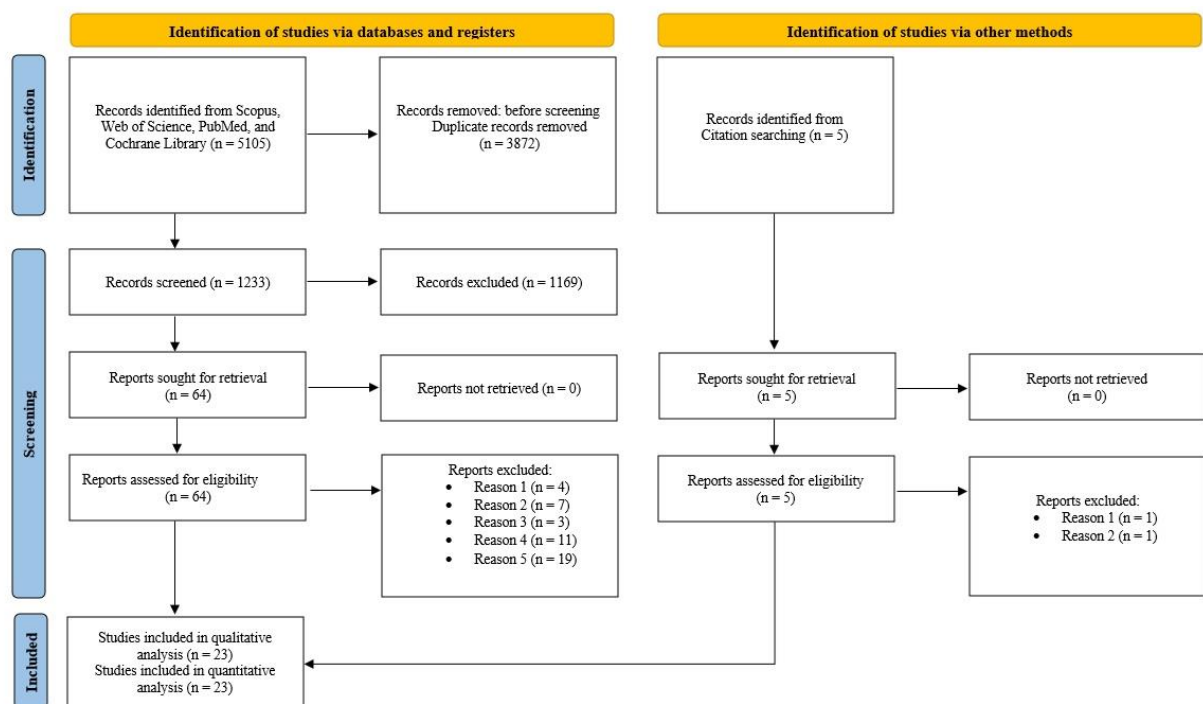 Identification of studies via databases and registers
Identification of studies via other methods
Identification
Records identified from Scopus,
Web of Science, PubMed, and
Cochrane Library (n = 5105)
Records removed: before screening
Duplicate records removed
(n = 3872)
Records identified from
Citation searching (n = 5)
Screening
Records screened (n = 1233)
Records excluded (n = 1169)
Reports sought for retrieval
(n = 64)
Reports not retrieved (n = 0)
Reports sought for retrieval
(n = 5)
Reports not retrieved
(n = 0)
Reports assessed for eligibility
(n = 64)
Reports excluded:
• Reason 1 (n = 4)
• Reason 2 (n = 7)
• Reason 3 (n = 3)
• Reason 4 (n = 11)
• Reason 5 (n = 19)
Reports assessed for eligibility
(n = 5)
Reports excluded:
• Reason 1 (n = 1)
• Reason 2 (n = 1)
Included
Studies included in qualitative
analysis (n = 23)
Studies included in quantitative
analysis (n = 23)